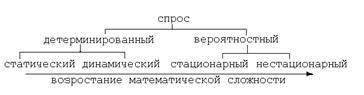 спрос
детерминированный вероятностный
статический динамический стационарный нестационарный
возростание математической сложности